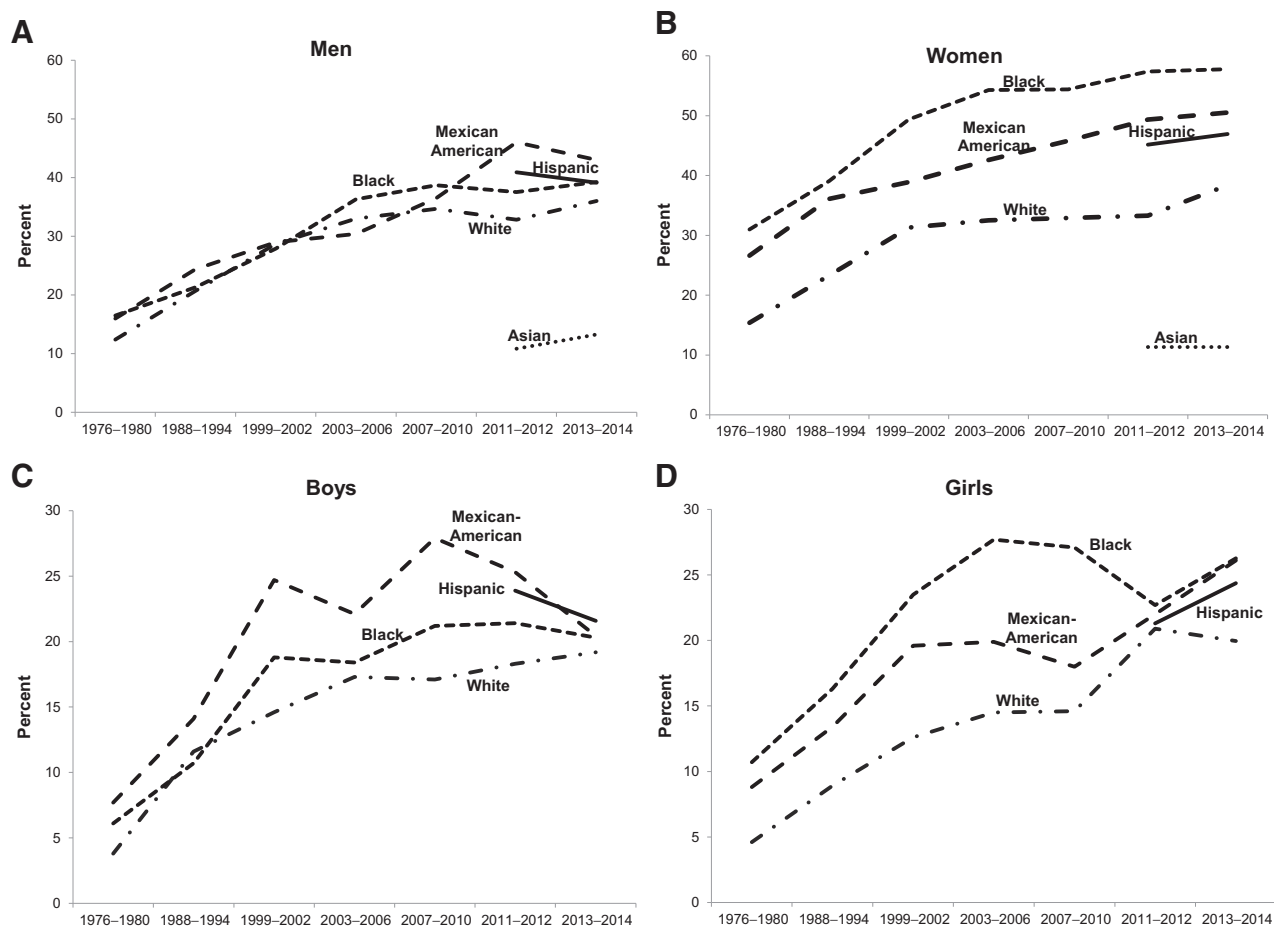 A
Men
Percent
60
50
40
30
20
10
0
Mexican
American
Hispanic
Black
White
Asian
1976–1980 1988–1994 1999–2002 2003–2006 2007–2010 2011–2012 2013–2014
B
Women
Percent
60
50
40
30
20
10
0
Black
Mexican
American
Hispanic
White
Asian
1976–1980 1988–1994 1999–2002 2003–2006 2007–2010 2011–2012 2013–2014
C
Boys
Percent
30
25
20
15
10
5
0
Mexican-
American
Hispanic
Black
White
1976–1980 1988–1994 1999–2002 2003–2006 2007–2010 2011–2012 2013–2014
D
Girls
Percent
30
25
20
15
10
5
0
Black
Mexican-
American
Hispanic
White
1976–1980 1988–1994 1999–2002 2003–2006 2007–2010 2011–2012 2013–2014